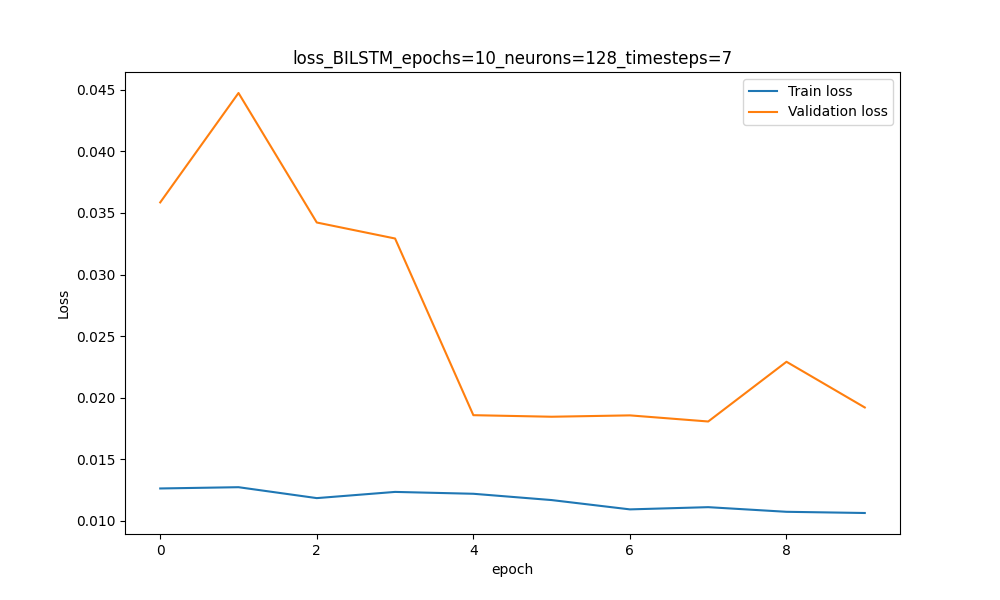 loss_BILSTM_epochs=10_neurons=128_timesteps=7
Train loss
Validation loss
0.045
0.040
0.035
0.030
0.025
0.020
0.015
0.010
Loss
0 2 4 6 8
epoch